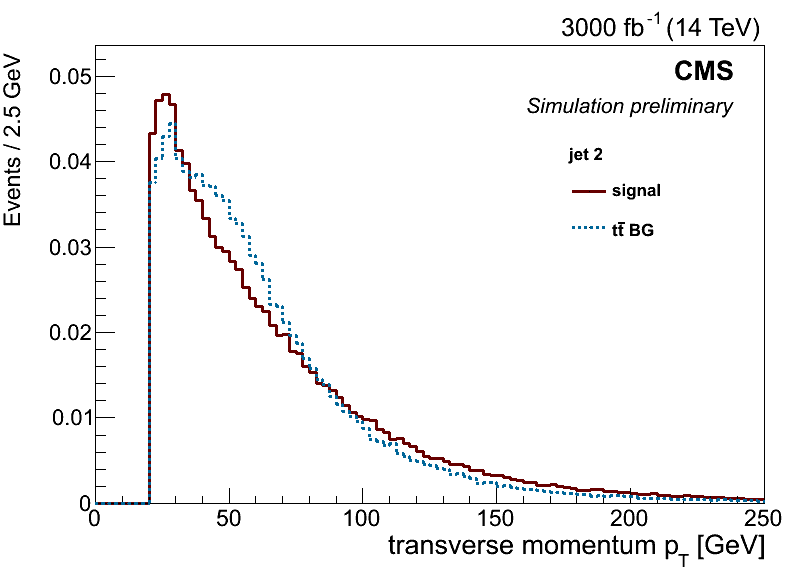 3000 fb⁻¹ (14 TeV)
CMS
Simulation preliminary
jet 2
signal
tt̄ BG
Events / 2.5 GeV
0.05
0.04
0.03
0.02
0.01
0
0 50 100 150 200 250
transverse momentum p_T [GeV]